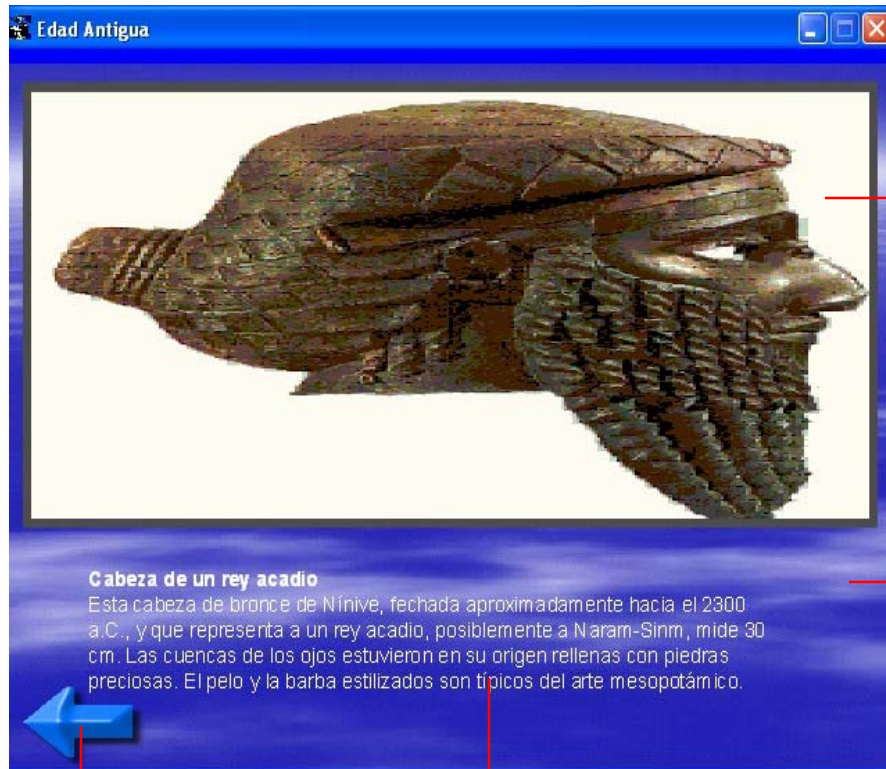 Edad Antigua
Cabeza de un rey acadio
Esta cabeza de bronce de Nínive, fechada aproximadamente hacia el 2300
a.C., y que representa a un rey acadio, posiblemente a Naram-Sinm, mide 30
cm. Las cuencas de los ojos estuvieron en su origen rellenas con piedras
preciosas. El pelo y la barba estilizados son típicos del arte mesopotámico.